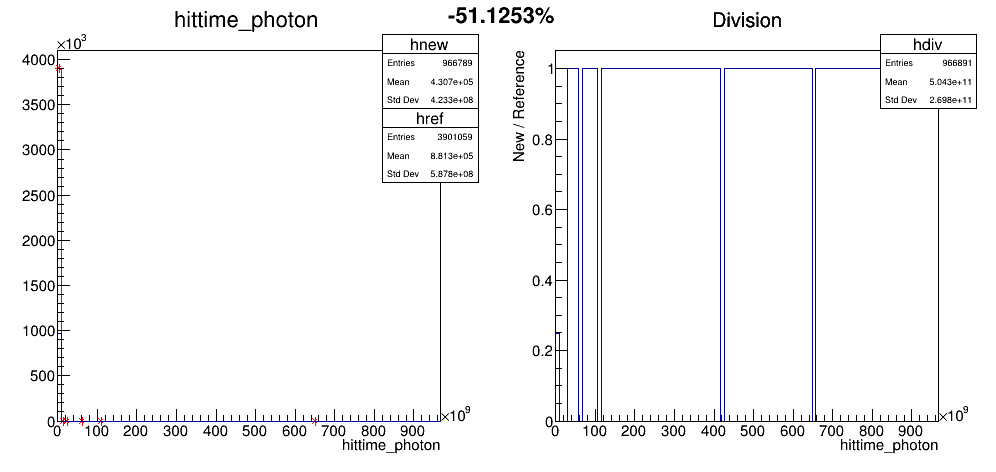 -51.1253%
hittime_photon
×10³
4000
3500
3000
2500
2000
1500
1000
500
0
0 100 200 300 400 500 600 700 800 900
×10⁹
hittime_photon
hnew
Entries 966789
Mean 4.307e+05
Std Dev 4.233e+08
href
Entries 3901059
Mean 8.813e+05
Std Dev 5.878e+08
Division
New / Reference
1
0.8
0.6
0.4
0.2
0
0 100 200 300 400 500 600 700 800 900
×10⁹
hittime_photon
hdiv
Entries 966891
Mean 5.043e+11
Std Dev 2.698e+11